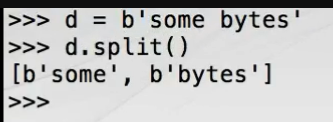 >>> d = b'some bytes'
>>> d.split()
[b'some', b'bytes']
>>>